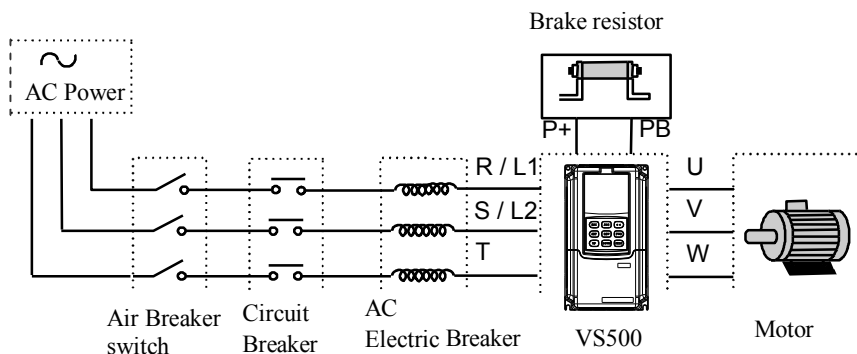 Brake resistor
AC Power
P+
PB
R / L1
U
S / L2
V
T
W
Air Breaker
switch
Circuit
Breaker
AC
Electric Breaker
VS500
Motor